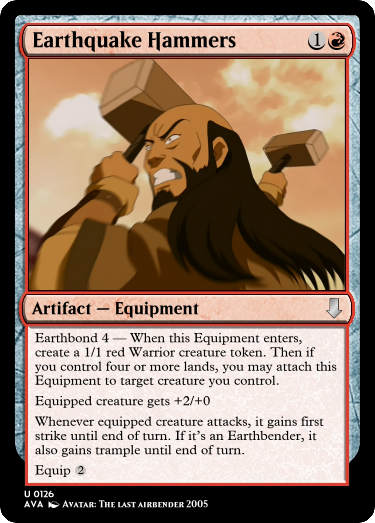 Earthquake Hammers 1
Artifact — Equipment
Earthbond 4 — When this Equipment enters,
create a 1/1 red Warrior creature token. Then if
you control four or more lands, you may attach this
Equipment to target creature you control.
Equipped creature gets +2/+0
Whenever equipped creature attacks, it gains first
strike until end of turn. If it's an Earthbender, it
also gains trample until end of turn.
Equip 2
U 0126
AVA Avatar: The last airbender 2005